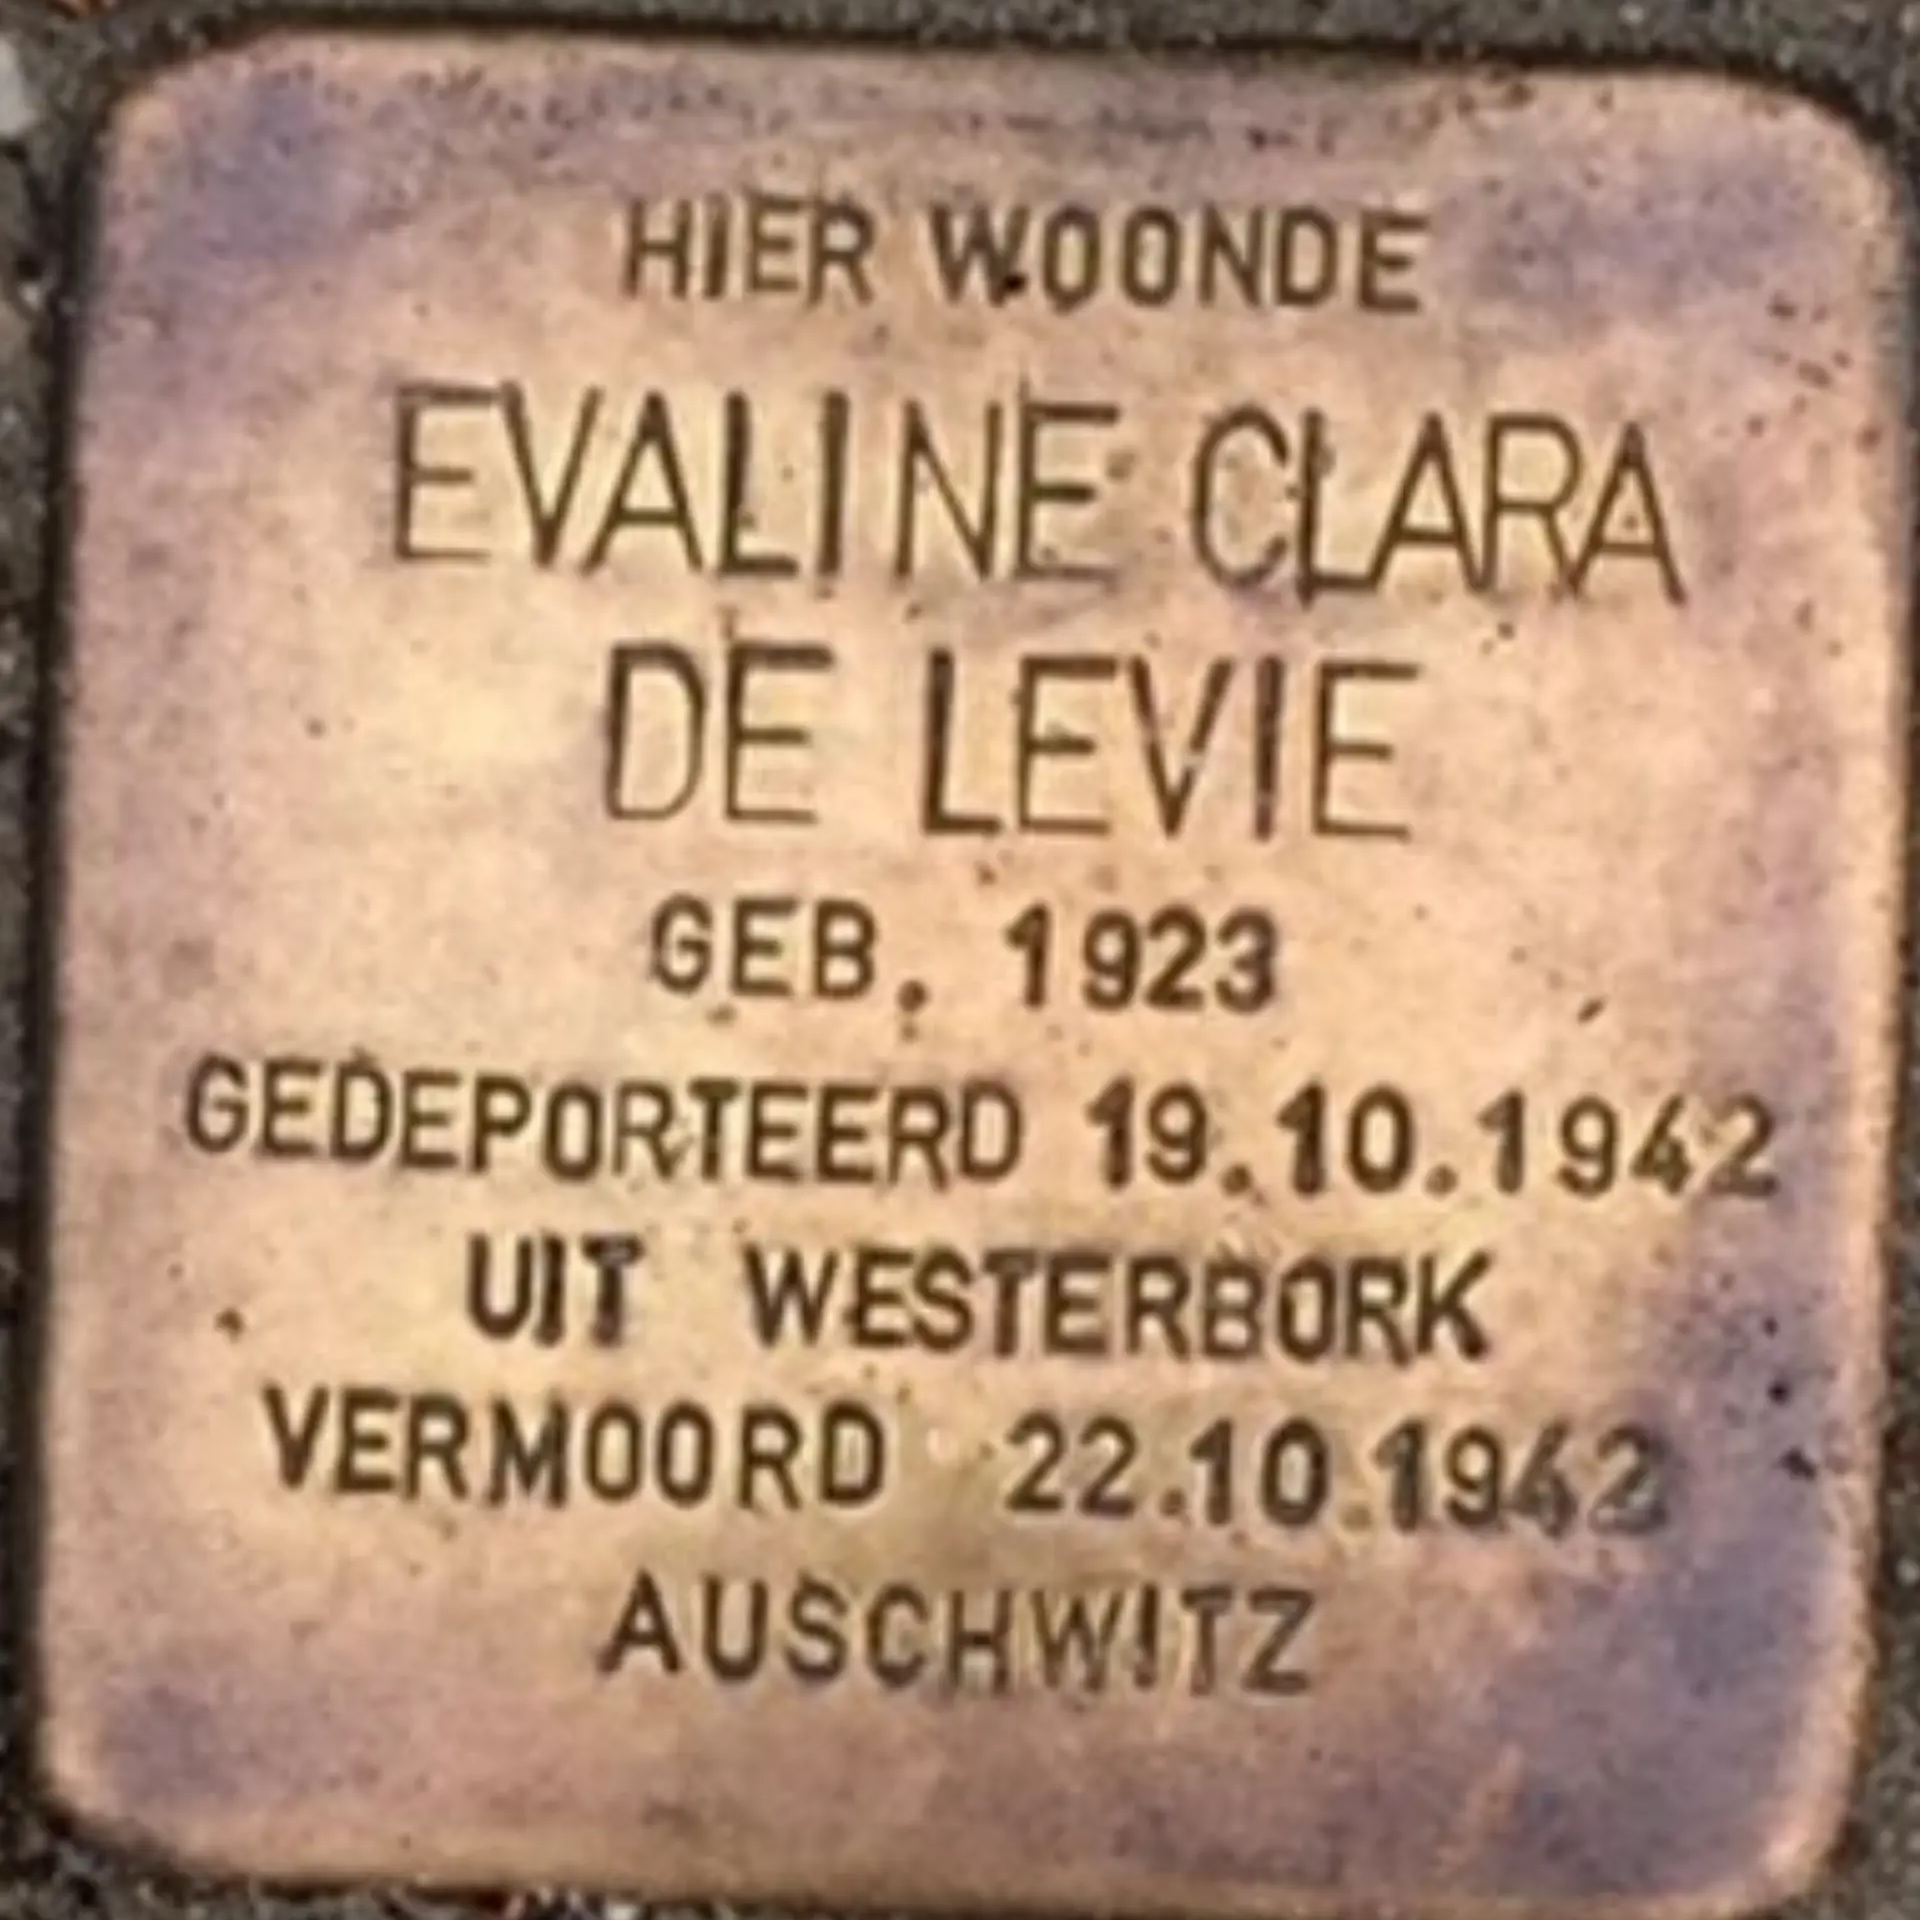 HIER WOONDE
EVALINE CLARA
DE LEVIE
GEB. 1923
GEDEPORTEERD 19.10.1942
UIT WESTERBORK
VERMOORD 22.10.1942
AUSCHWITZ